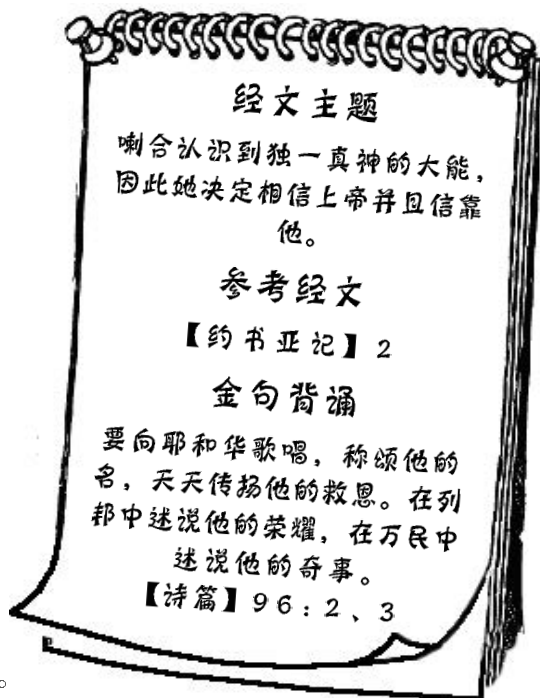 经文主题
喇合认识到独一真神的大能，
因此她决定相信上帝并且信靠
他。
参考经文
【约书亚记】2
金句背诵
要向耶和华歌唱，称颂他的
名，天天传扬他的救恩。在列
邦中述说他的荣耀，在万民中
述说他的奇事。
【诗篇】96：2、3
。